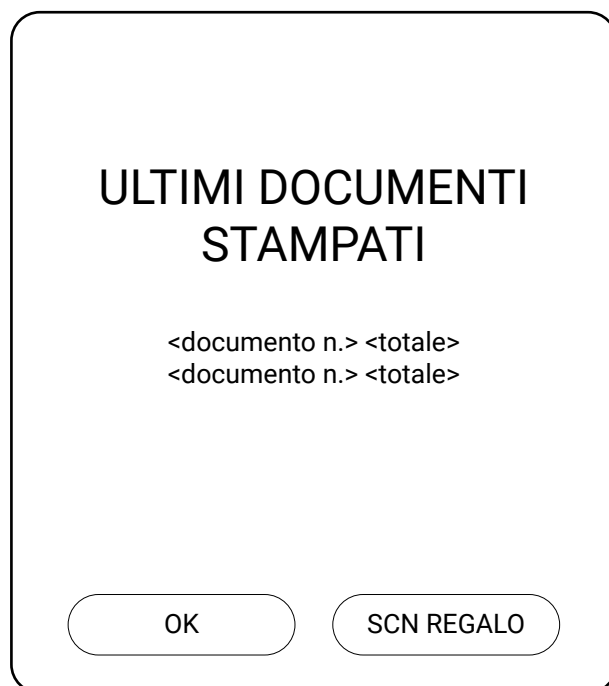 ULTIMI DOCUMENTI
STAMPATI
<documento n.> <totale>
<documento n.> <totale>
OK
SCN REGALO